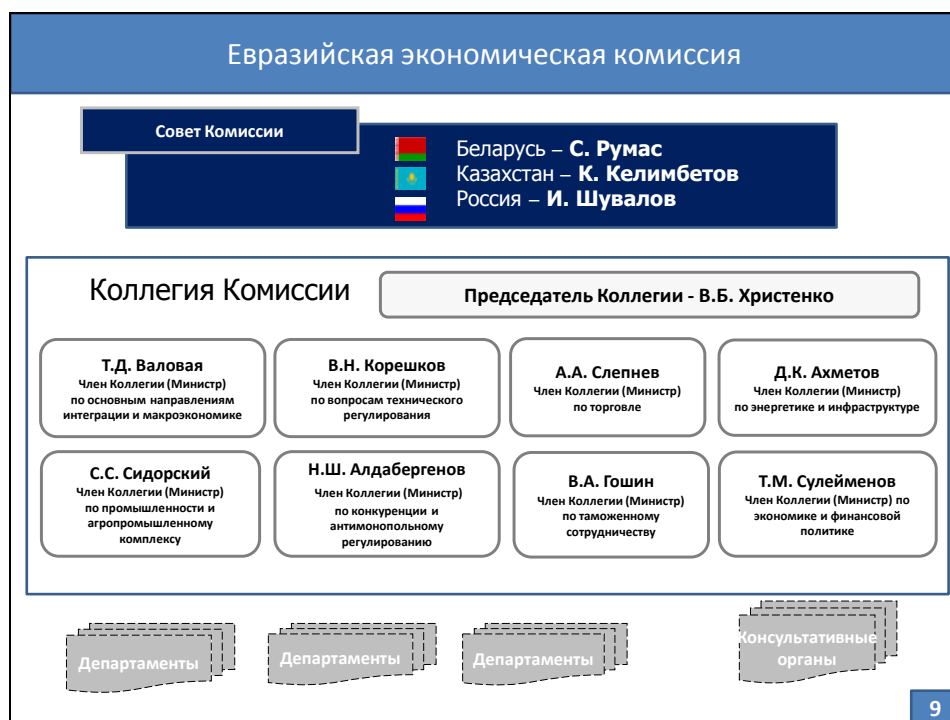 Евразийская экономическая комиссия
Совет Комиссии
Беларусь – С. Румас
Казахстан – К. Келимбетов
Россия – И. Шувалов
Коллегия Комиссии
Председатель Коллегии - В.Б. Христенко
Т.Д. Валовая
Член Коллегии (Министр)
по основным направлениям
интеграции и макроэкономике
В.Н. Корешков
Член Коллегии (Министр)
по вопросам технического
регулирования
А.А. Слепнев
Член Коллегии (Министр)
по торговле
Д.К. Ахметов
Член Коллегии (Министр)
по энергетике и инфраструктуре
С.С. Сидорский
Член Коллегии (Министр)
по промышленности и
агропромышленному
комплексу
Н.Ш. Алдабергенов
Член Коллегии (Министр)
по конкуренции и
антимонопольному
регулированию
В.А. Гошин
Член Коллегии (Министр)
по таможенному
сотрудничеству
Т.М. Сулейменов
Член Коллегии (Министр) по
экономике и финансовой
политике
Департаменты
Департаменты
Департаменты
Консультативные
органы
9